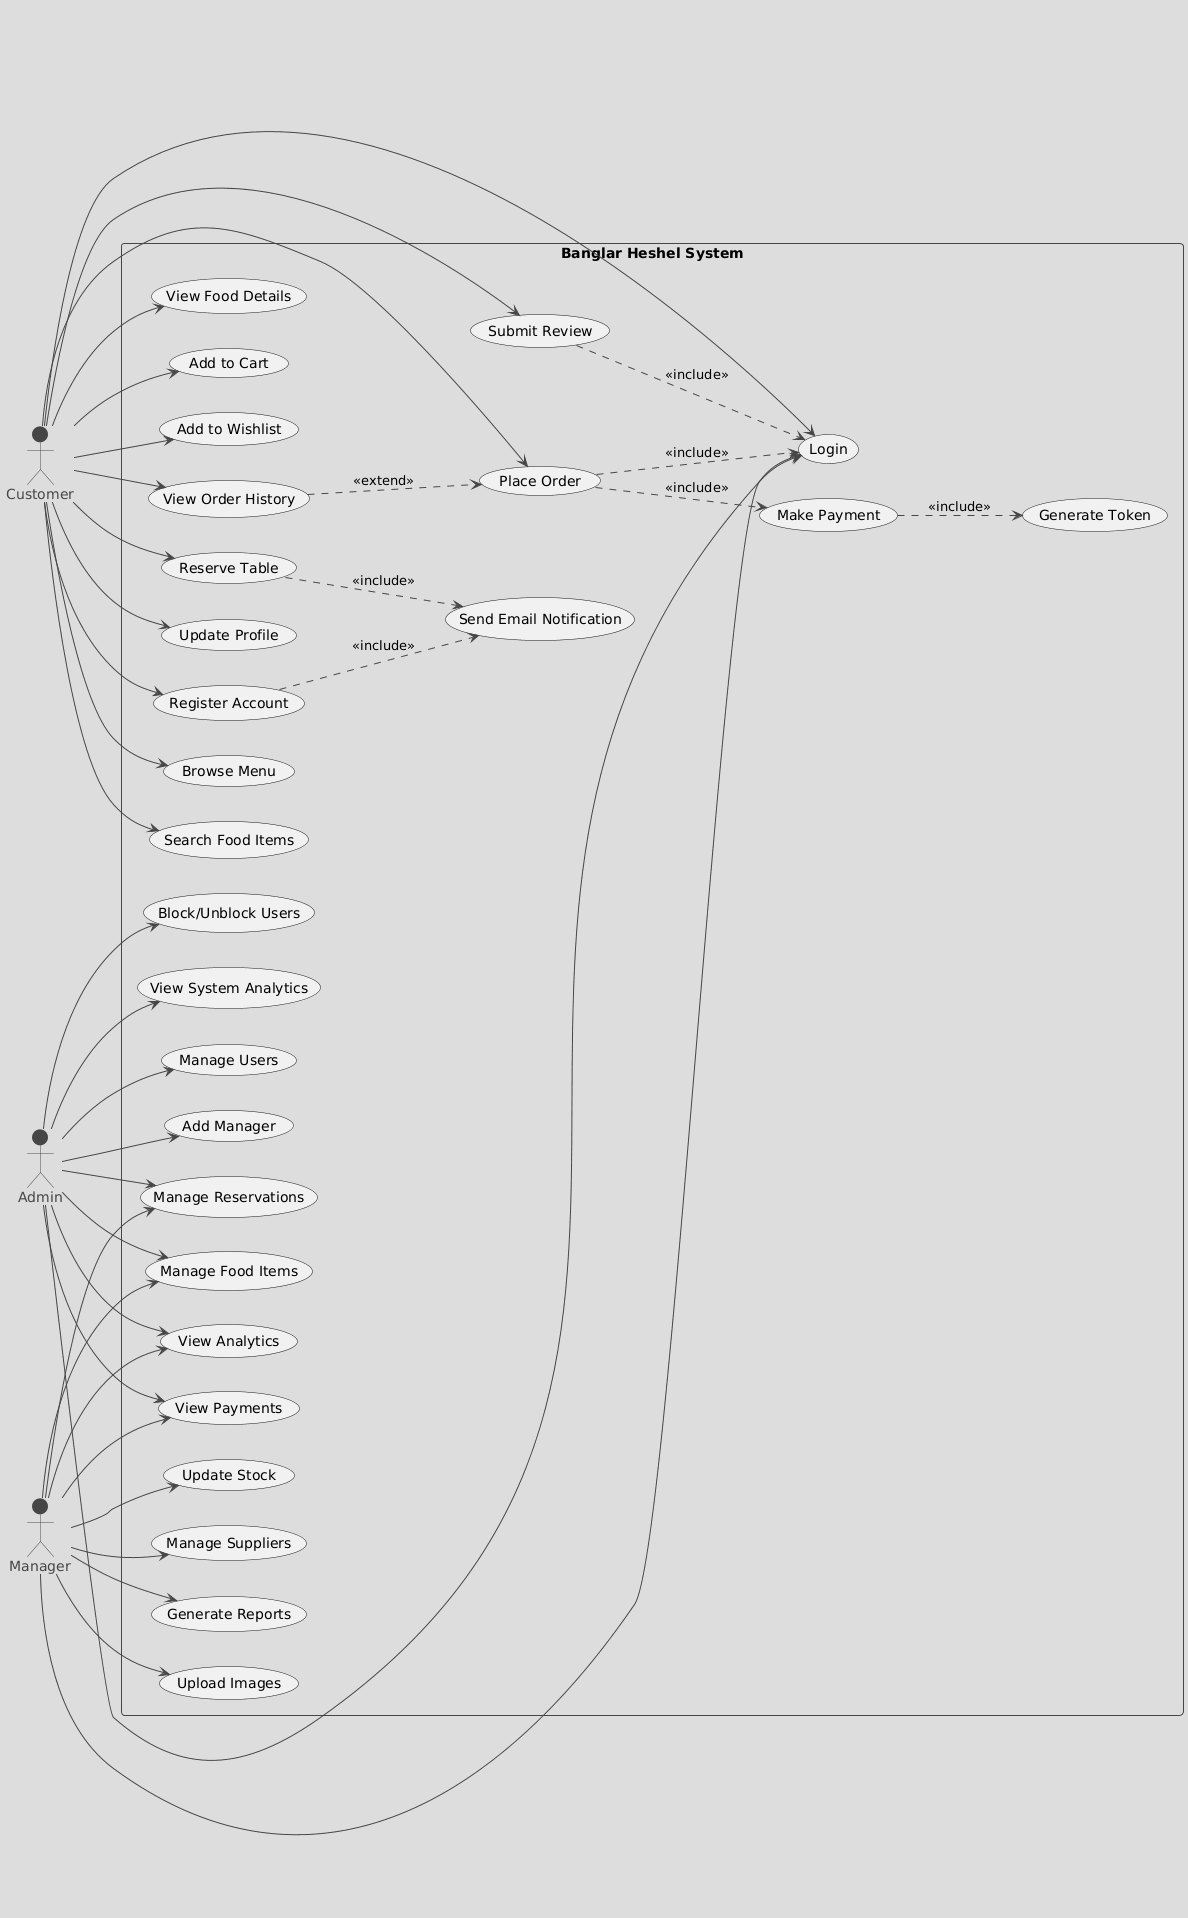 Banglar Heshel System
View Food Details
Submit Review
Add to Cart
«include»
Add to Wishlist
Login
«include»
Customer
View Order History
«extend»
Place Order
«include»
Make Payment
«include»
Generate Token
Reserve Table
«include»
Send Email Notification
Update Profile
«include»
Register Account
Browse Menu
Search Food Items
Block/Unblock Users
View System Analytics
Manage Users
Add Manager
Admin
Manage Reservations
Manage Food Items
View Analytics
View Payments
Update Stock
Manage Suppliers
Manager
Generate Reports
Upload Images